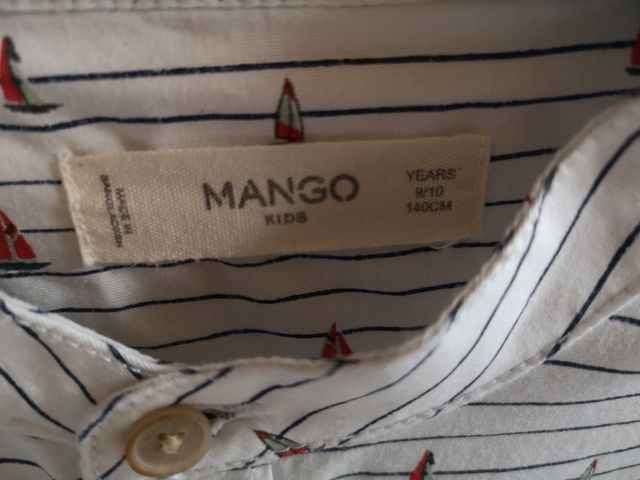 MADE IN
BANGLADESH
MANGO
KIDS
YEARS
9/10
140CM